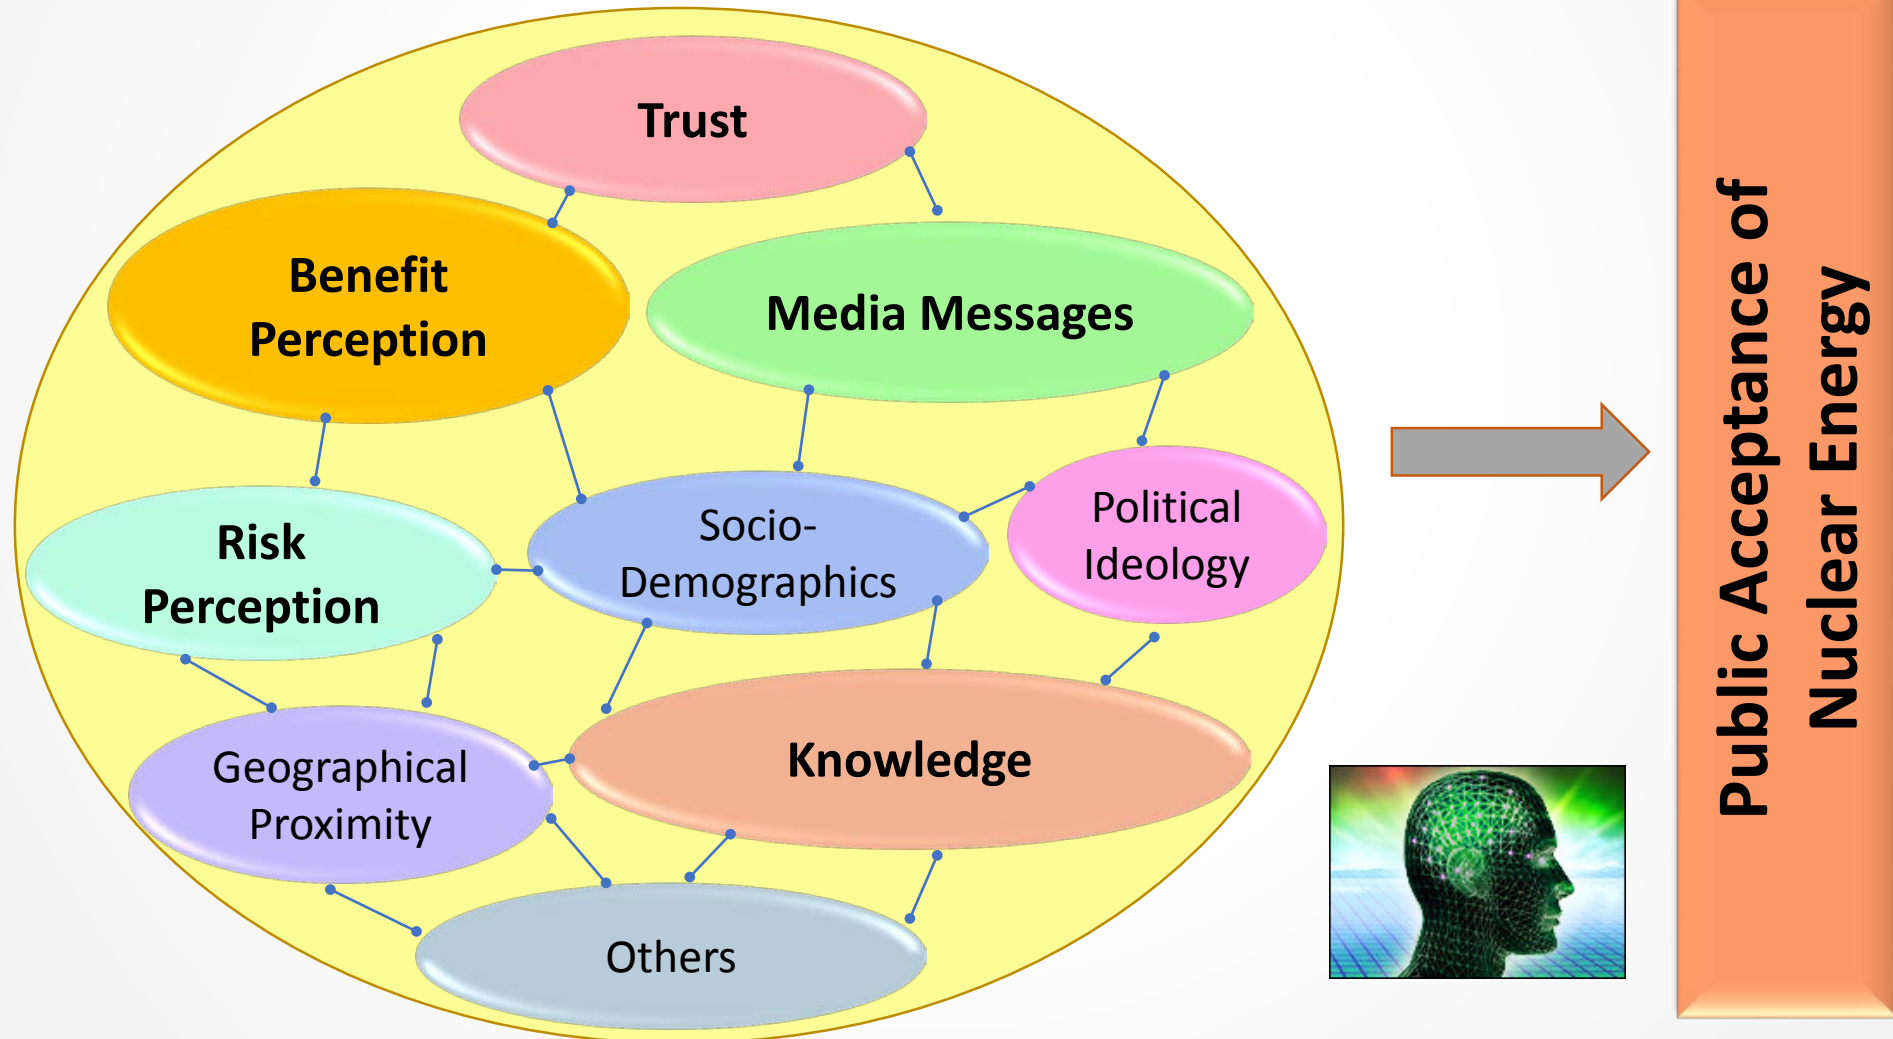 Trust
Benefit
Perception
Media Messages
Risk
Perception
Socio-
Demographics
Political
Ideology
Geographical
Proximity
Knowledge
Others
Public Acceptance of
Nuclear Energy